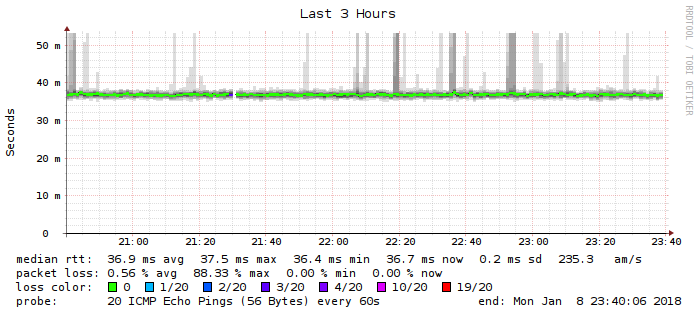 Last 3 Hours
RRDTOOL / TOBI OETIKER
Seconds
50 m
40 m
30 m
20 m
10 m
0
21:00 21:20 21:40 22:00 22:20 22:40 23:00 23:20 23:40
median rtt: 36.9 ms avg 37.5 ms max 36.4 ms min 36.7 ms now 0.2 ms sd 235.3 am/s
packet loss: 0.56 % avg 88.33 % max 0.00 % min 0.00 % now
loss color: 0 1/20 2/20 3/20 4/20 10/20 19/20
probe: 20 ICMP Echo Pings (56 Bytes) every 60s end: Mon Jan 8 23:40:06 2018